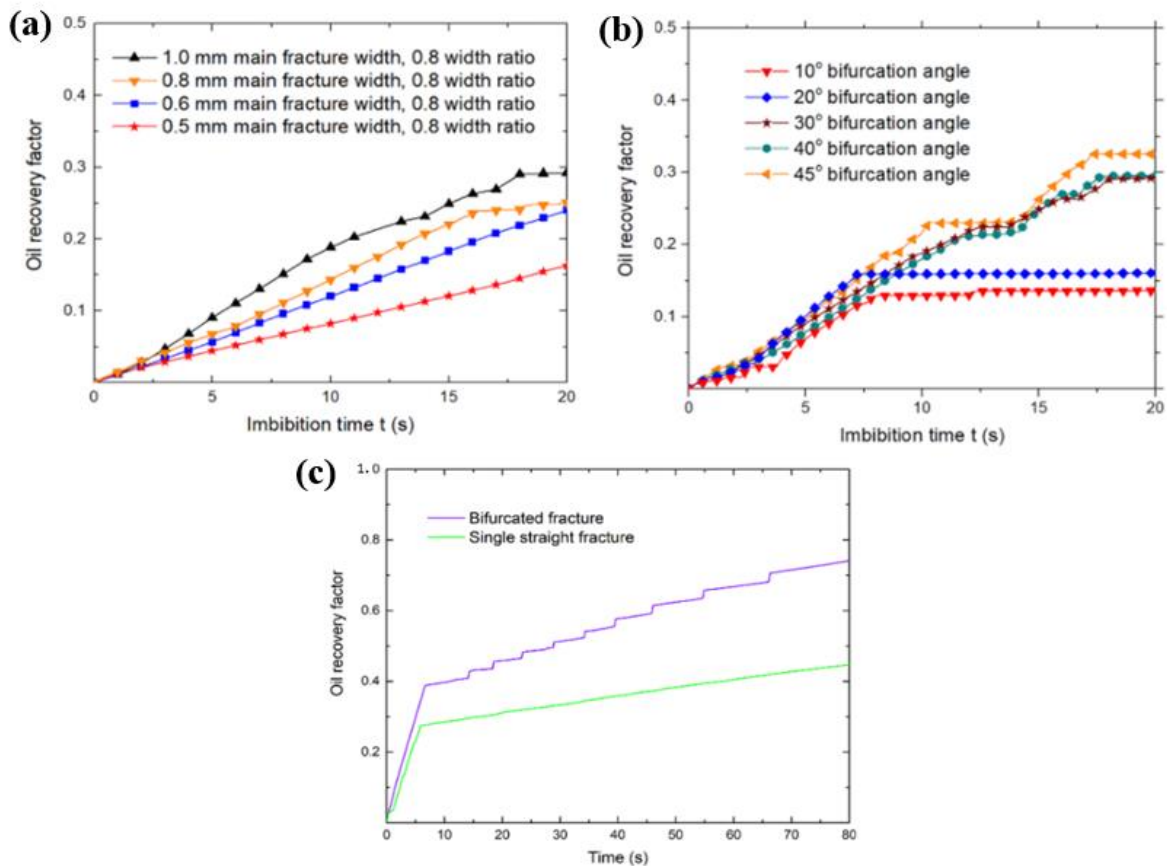 (a)
0.5
0.4
0.3
0.2
0.1
Oil recovery factor
1.0 mm main fracture width, 0.8 width ratio
0.8 mm main fracture width, 0.8 width ratio
0.6 mm main fracture width, 0.8 width ratio
0.5 mm main fracture width, 0.8 width ratio
0 5 10 15 20
Imbibition time t (s)
(b)
0.5
0.4
0.3
0.2
0.1
Oil recovery factor
10° bifurcation angle
20° bifurcation angle
30° bifurcation angle
40° bifurcation angle
45° bifurcation angle
0 5 10 15 20
Imbibition time t (s)
(c)
1.0
0.8
0.6
0.4
0.2
Oil recovery factor
Bifurcated fracture
Single straight fracture
0 10 20 30 40 50 60 70 80
Time (s)